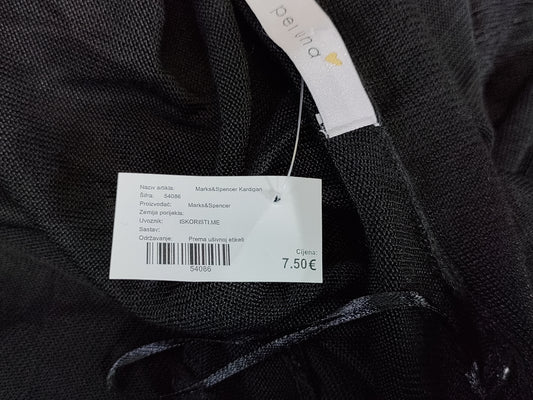 pelina
Naziv artikla: Marks&Spencer Kardigan
Šifra: 54086
Proizvođač: Marks&Spencer
Zemlja porijekla:
Uvoznik: ISKORISTI.ME
Sastav:
Održavanje: Prema ušivnoj etiketi
Cijena:
7.50€
54086